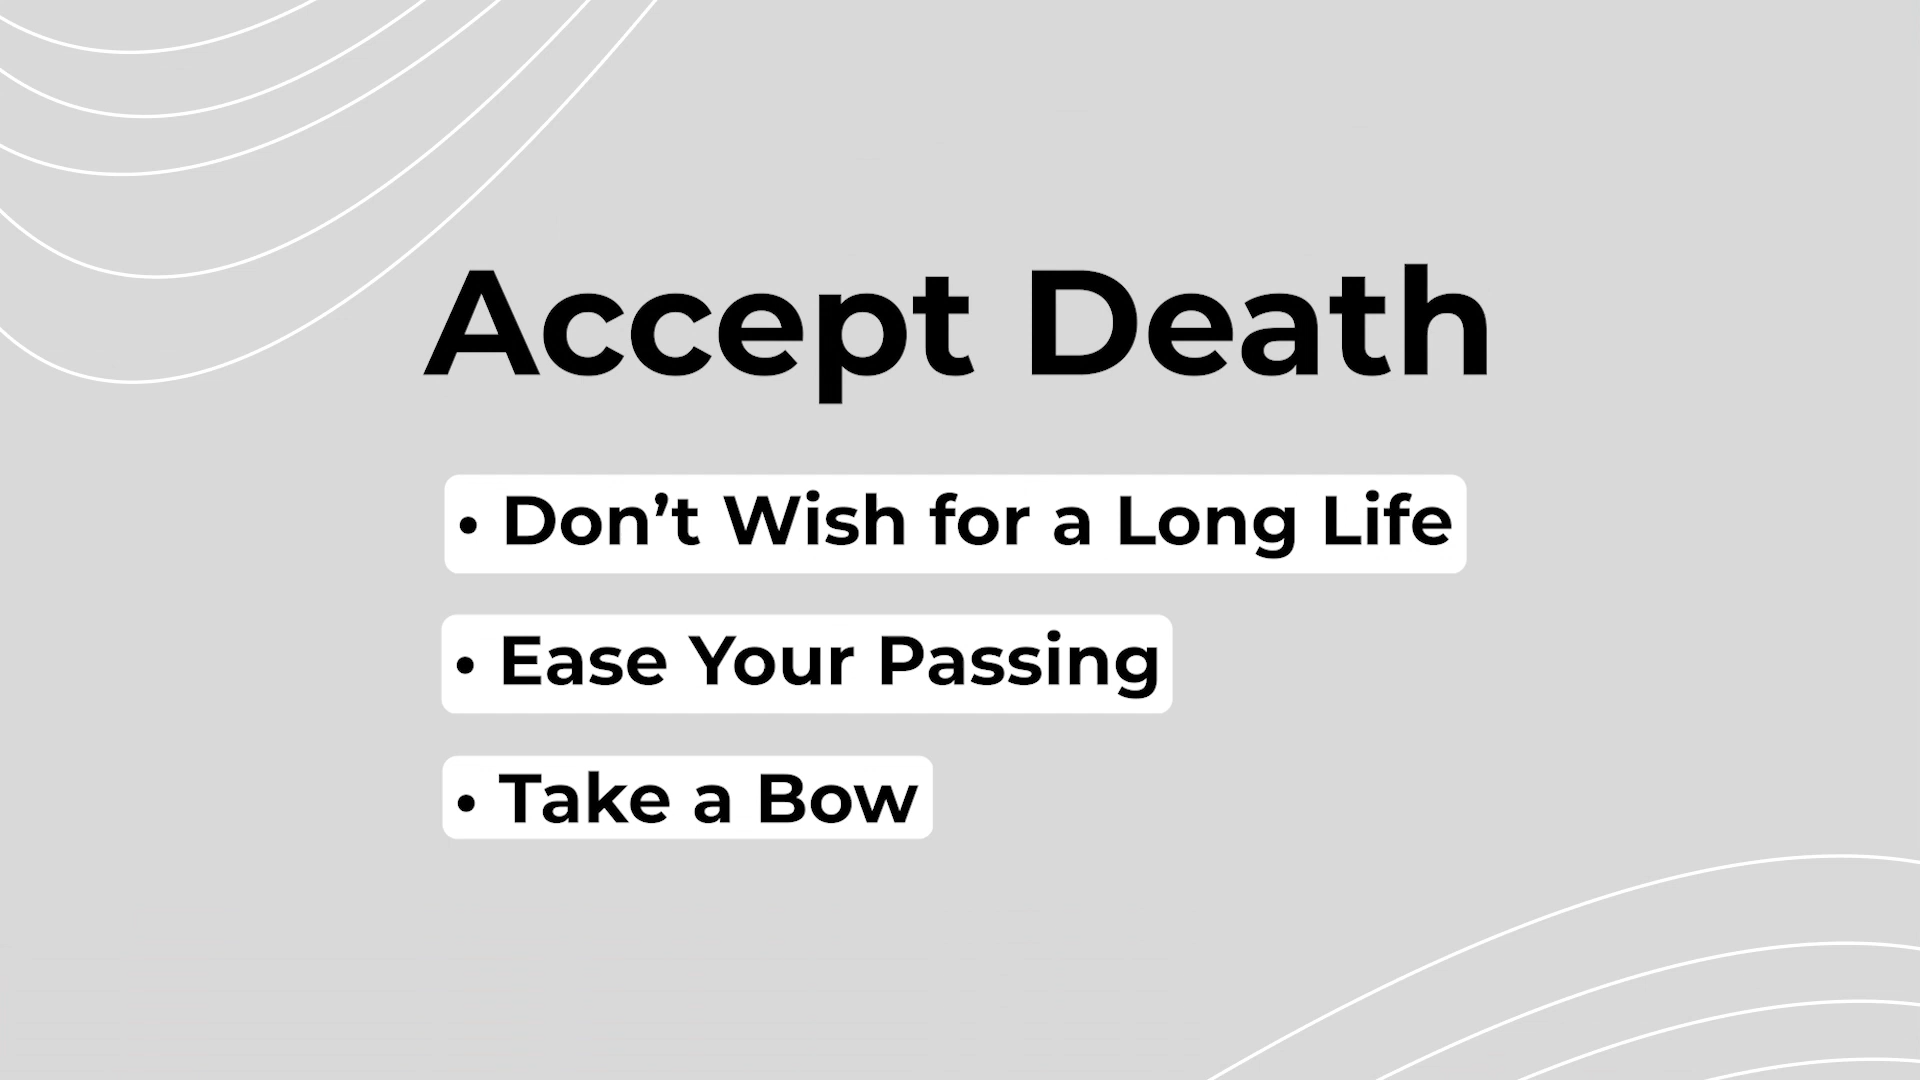 Accept Death
• Don’t Wish for a Long Life
• Ease Your Passing
• Take a Bow